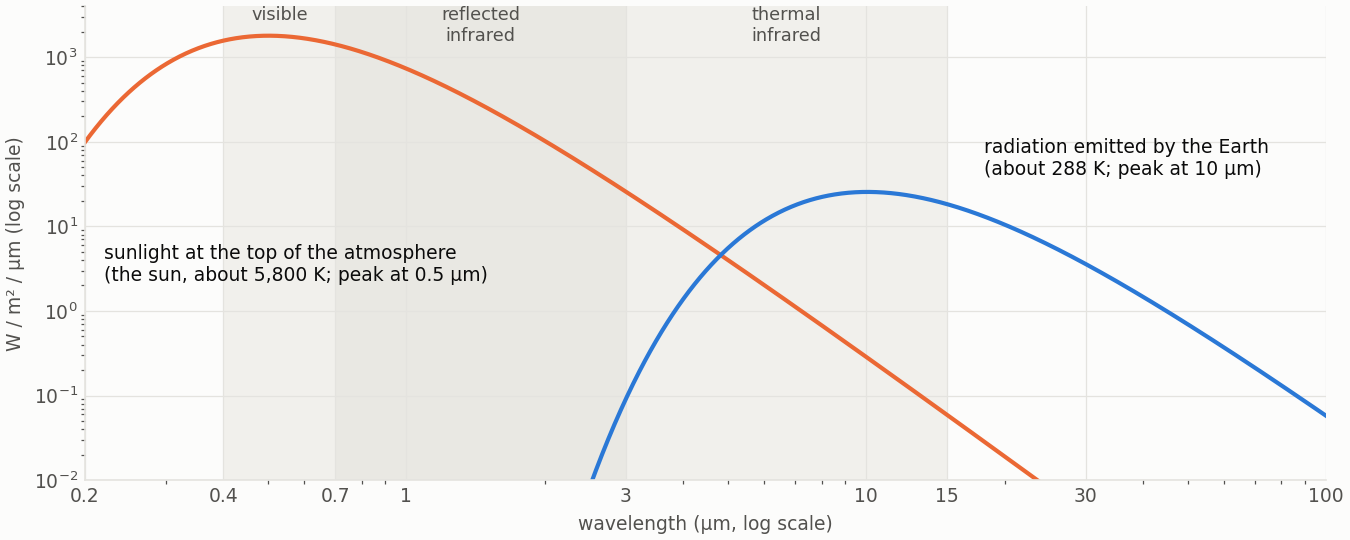 visible
reflected
infrared
thermal
infrared
10³
10²
10¹
10⁰
10⁻¹
10⁻²
W / m² / µm (log scale)
radiation emitted by the Earth
(about 288 K; peak at 10 µm)
sunlight at the top of the atmosphere
(the sun, about 5,800 K; peak at 0.5 µm)
0.2 0.4 0.7 1 3 10 15 30 100
wavelength (µm, log scale)